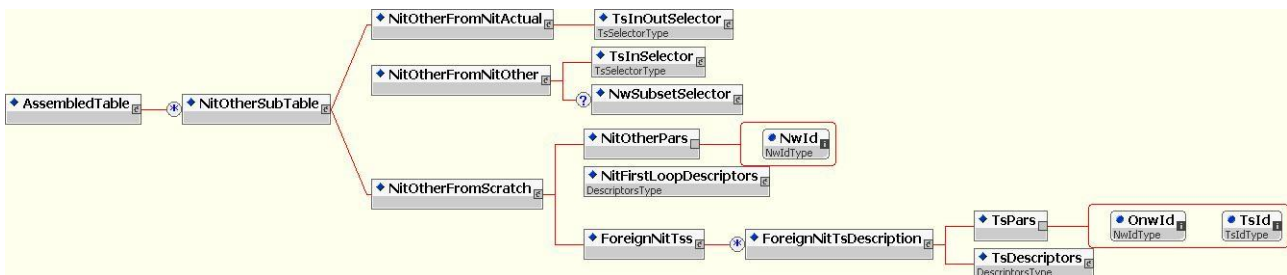 NitOtherFromNitActual
TsInOutSelector
TsSelectorType
TsInSelector
TsSelectorType
NitOtherFromNitOther
NwSubsetSelector
?
AssembledTable
*
NitOtherSubTable
NitOtherPars
NwId
NwIdType
NitFirstLoopDescriptors
DescriptorsType
NitOtherFromScratch
TsPars
OnwId
NwIdType
TsId
TsIdType
ForeignNitTss
*
ForeignNitTsDescription
TsDescriptors
DescriptorsType